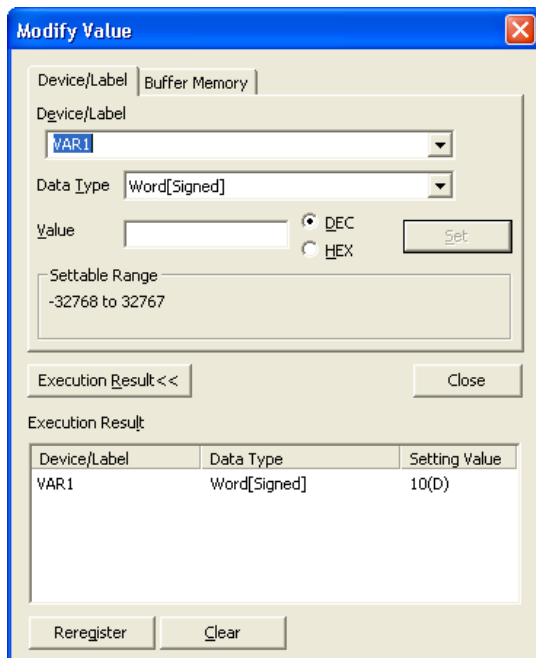 Modify Value
Device/Label Buffer Memory
Device/Label
VAR1
Data Type Word[Signed]
Value DEC Set
HEX
Settable Range
-32768 to 32767
Execution Result<< Close
Execution Result
Device/Label Data Type Setting Value
VAR1 Word[Signed] 10(D)
Reregister Clear